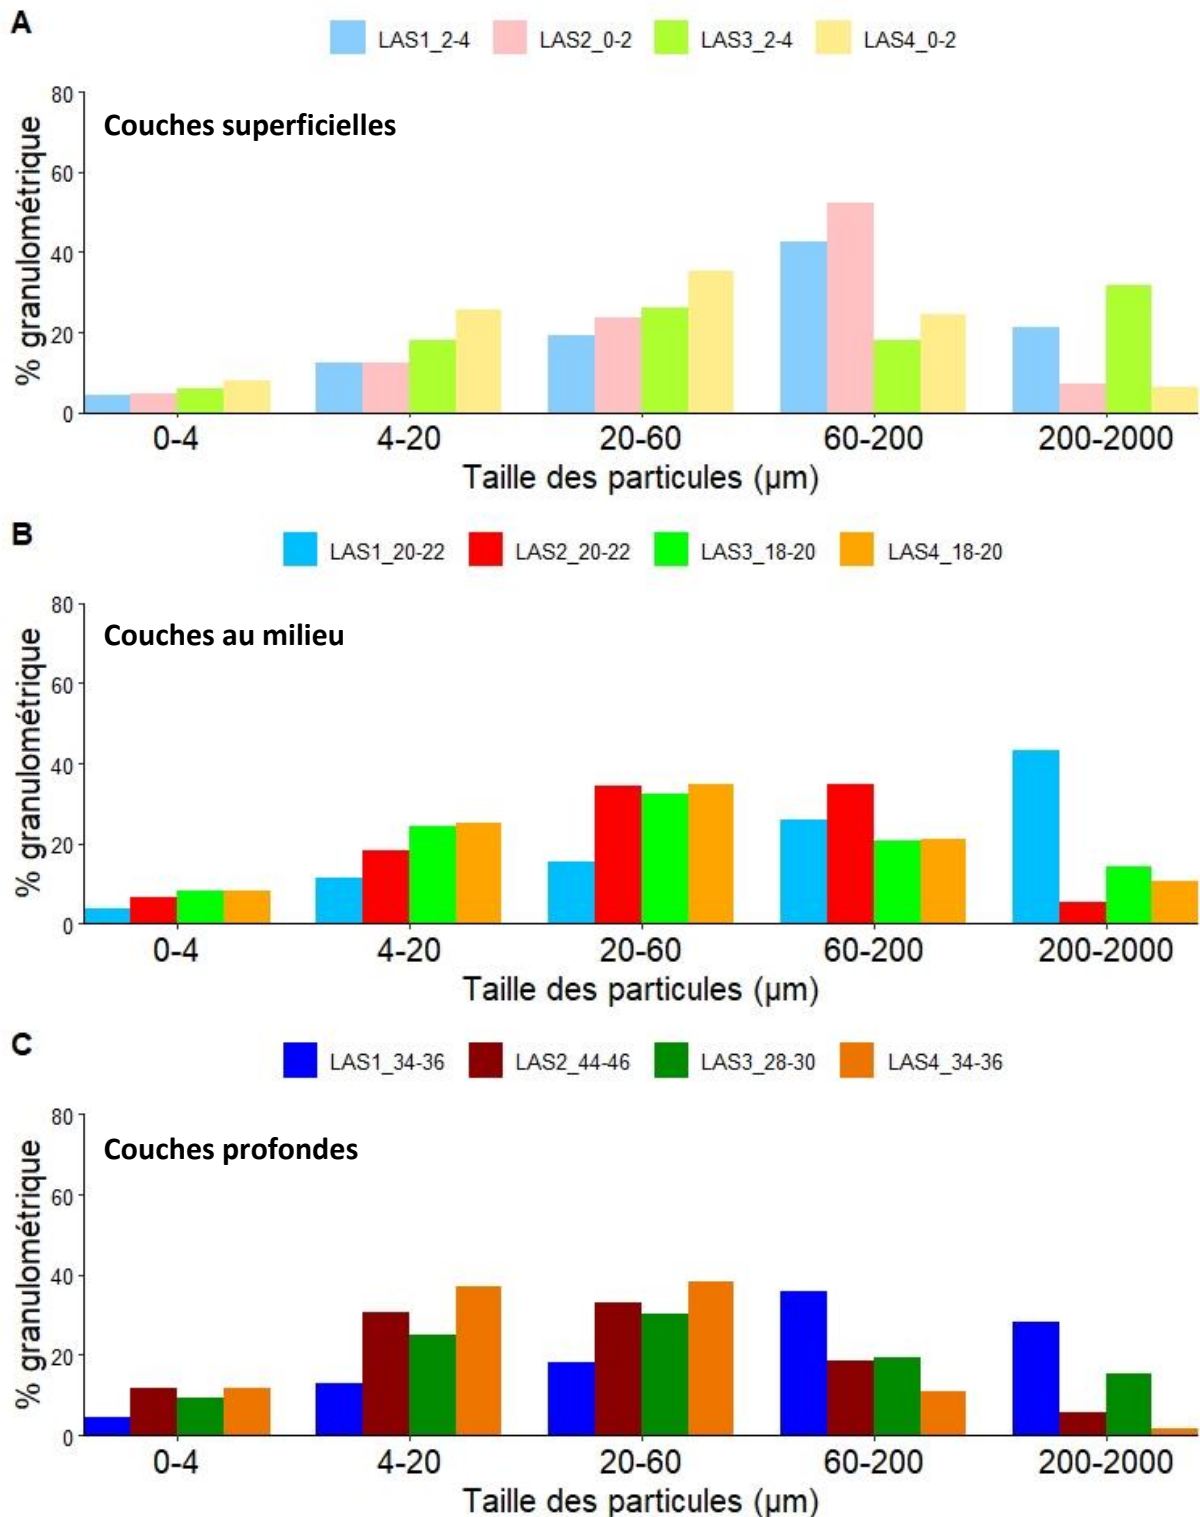 A
LAS1_2-4 LAS2_0-2 LAS3_2-4 LAS4_0-2
Couches superficielles
% granulométrique
80
60
40
20
0
0-4 4-20 20-60 60-200 200-2000
Taille des particules (µm)
B
LAS1_20-22 LAS2_20-22 LAS3_18-20 LAS4_18-20
Couches au milieu
% granulométrique
80
60
40
20
0
0-4 4-20 20-60 60-200 200-2000
Taille des particules (µm)
C
LAS1_34-36 LAS2_44-46 LAS3_28-30 LAS4_34-36
Couches profondes
% granulométrique
80
60
40
20
0
0-4 4-20 20-60 60-200 200-2000
Taille des particules (µm)